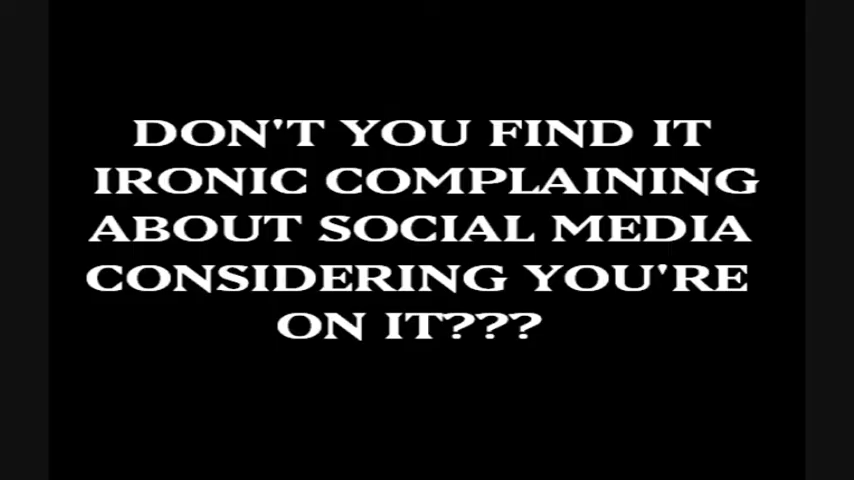 DON'T YOU FIND IT
IRONIC COMPLAINING
ABOUT SOCIAL MEDIA
CONSIDERING YOU'RE
ON IT???